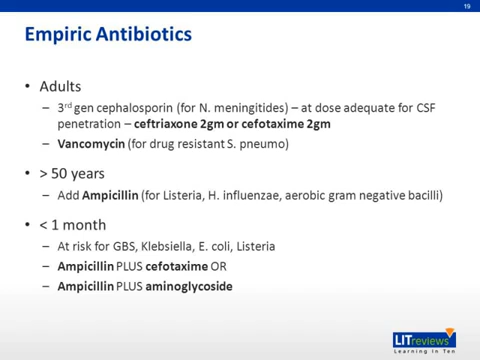 19
Empiric Antibiotics
• Adults
– 3rd gen cephalosporin (for N. meningitides) – at dose adequate for CSF
penetration – ceftriaxone 2gm or cefotaxime 2gm
– Vancomycin (for drug resistant S. pneumo)
• > 50 years
– Add Ampicillin (for Listeria, H. influenzae, aerobic gram negative bacilli)
• < 1 month
– At risk for GBS, Klebsiella, E. coli, Listeria
– Ampicillin PLUS cefotaxime OR
– Ampicillin PLUS aminoglycoside
LITreviews
Learning in Ten